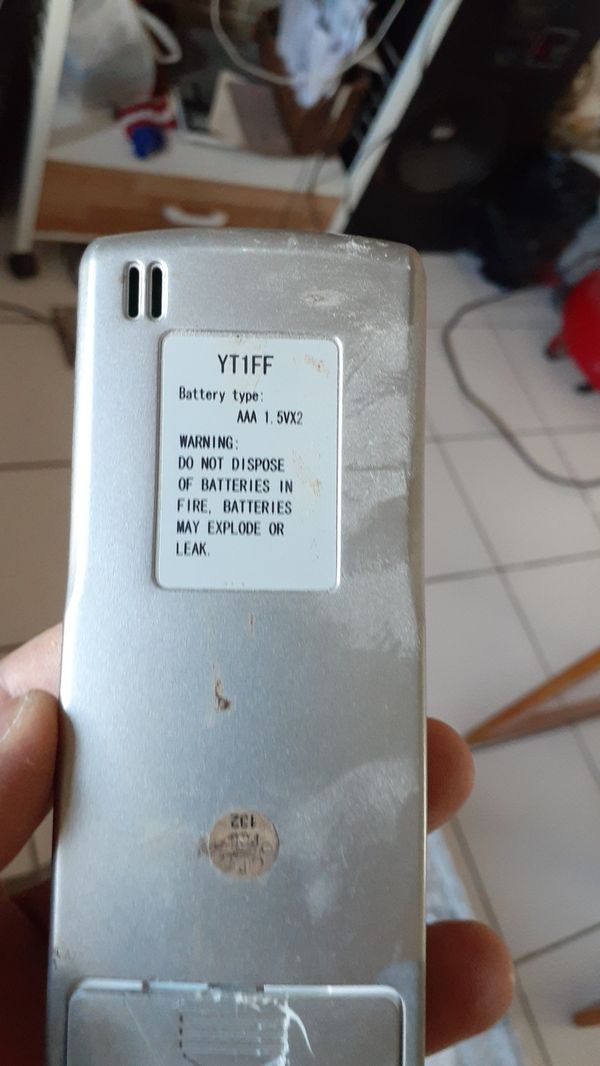 YT1FF
Battery type:
AAA 1.5VX2
WARNING:
DO NOT DISPOSE
OF BATTERIES IN
FIRE, BATTERIES
MAY EXPLODE OR
LEAK.
132